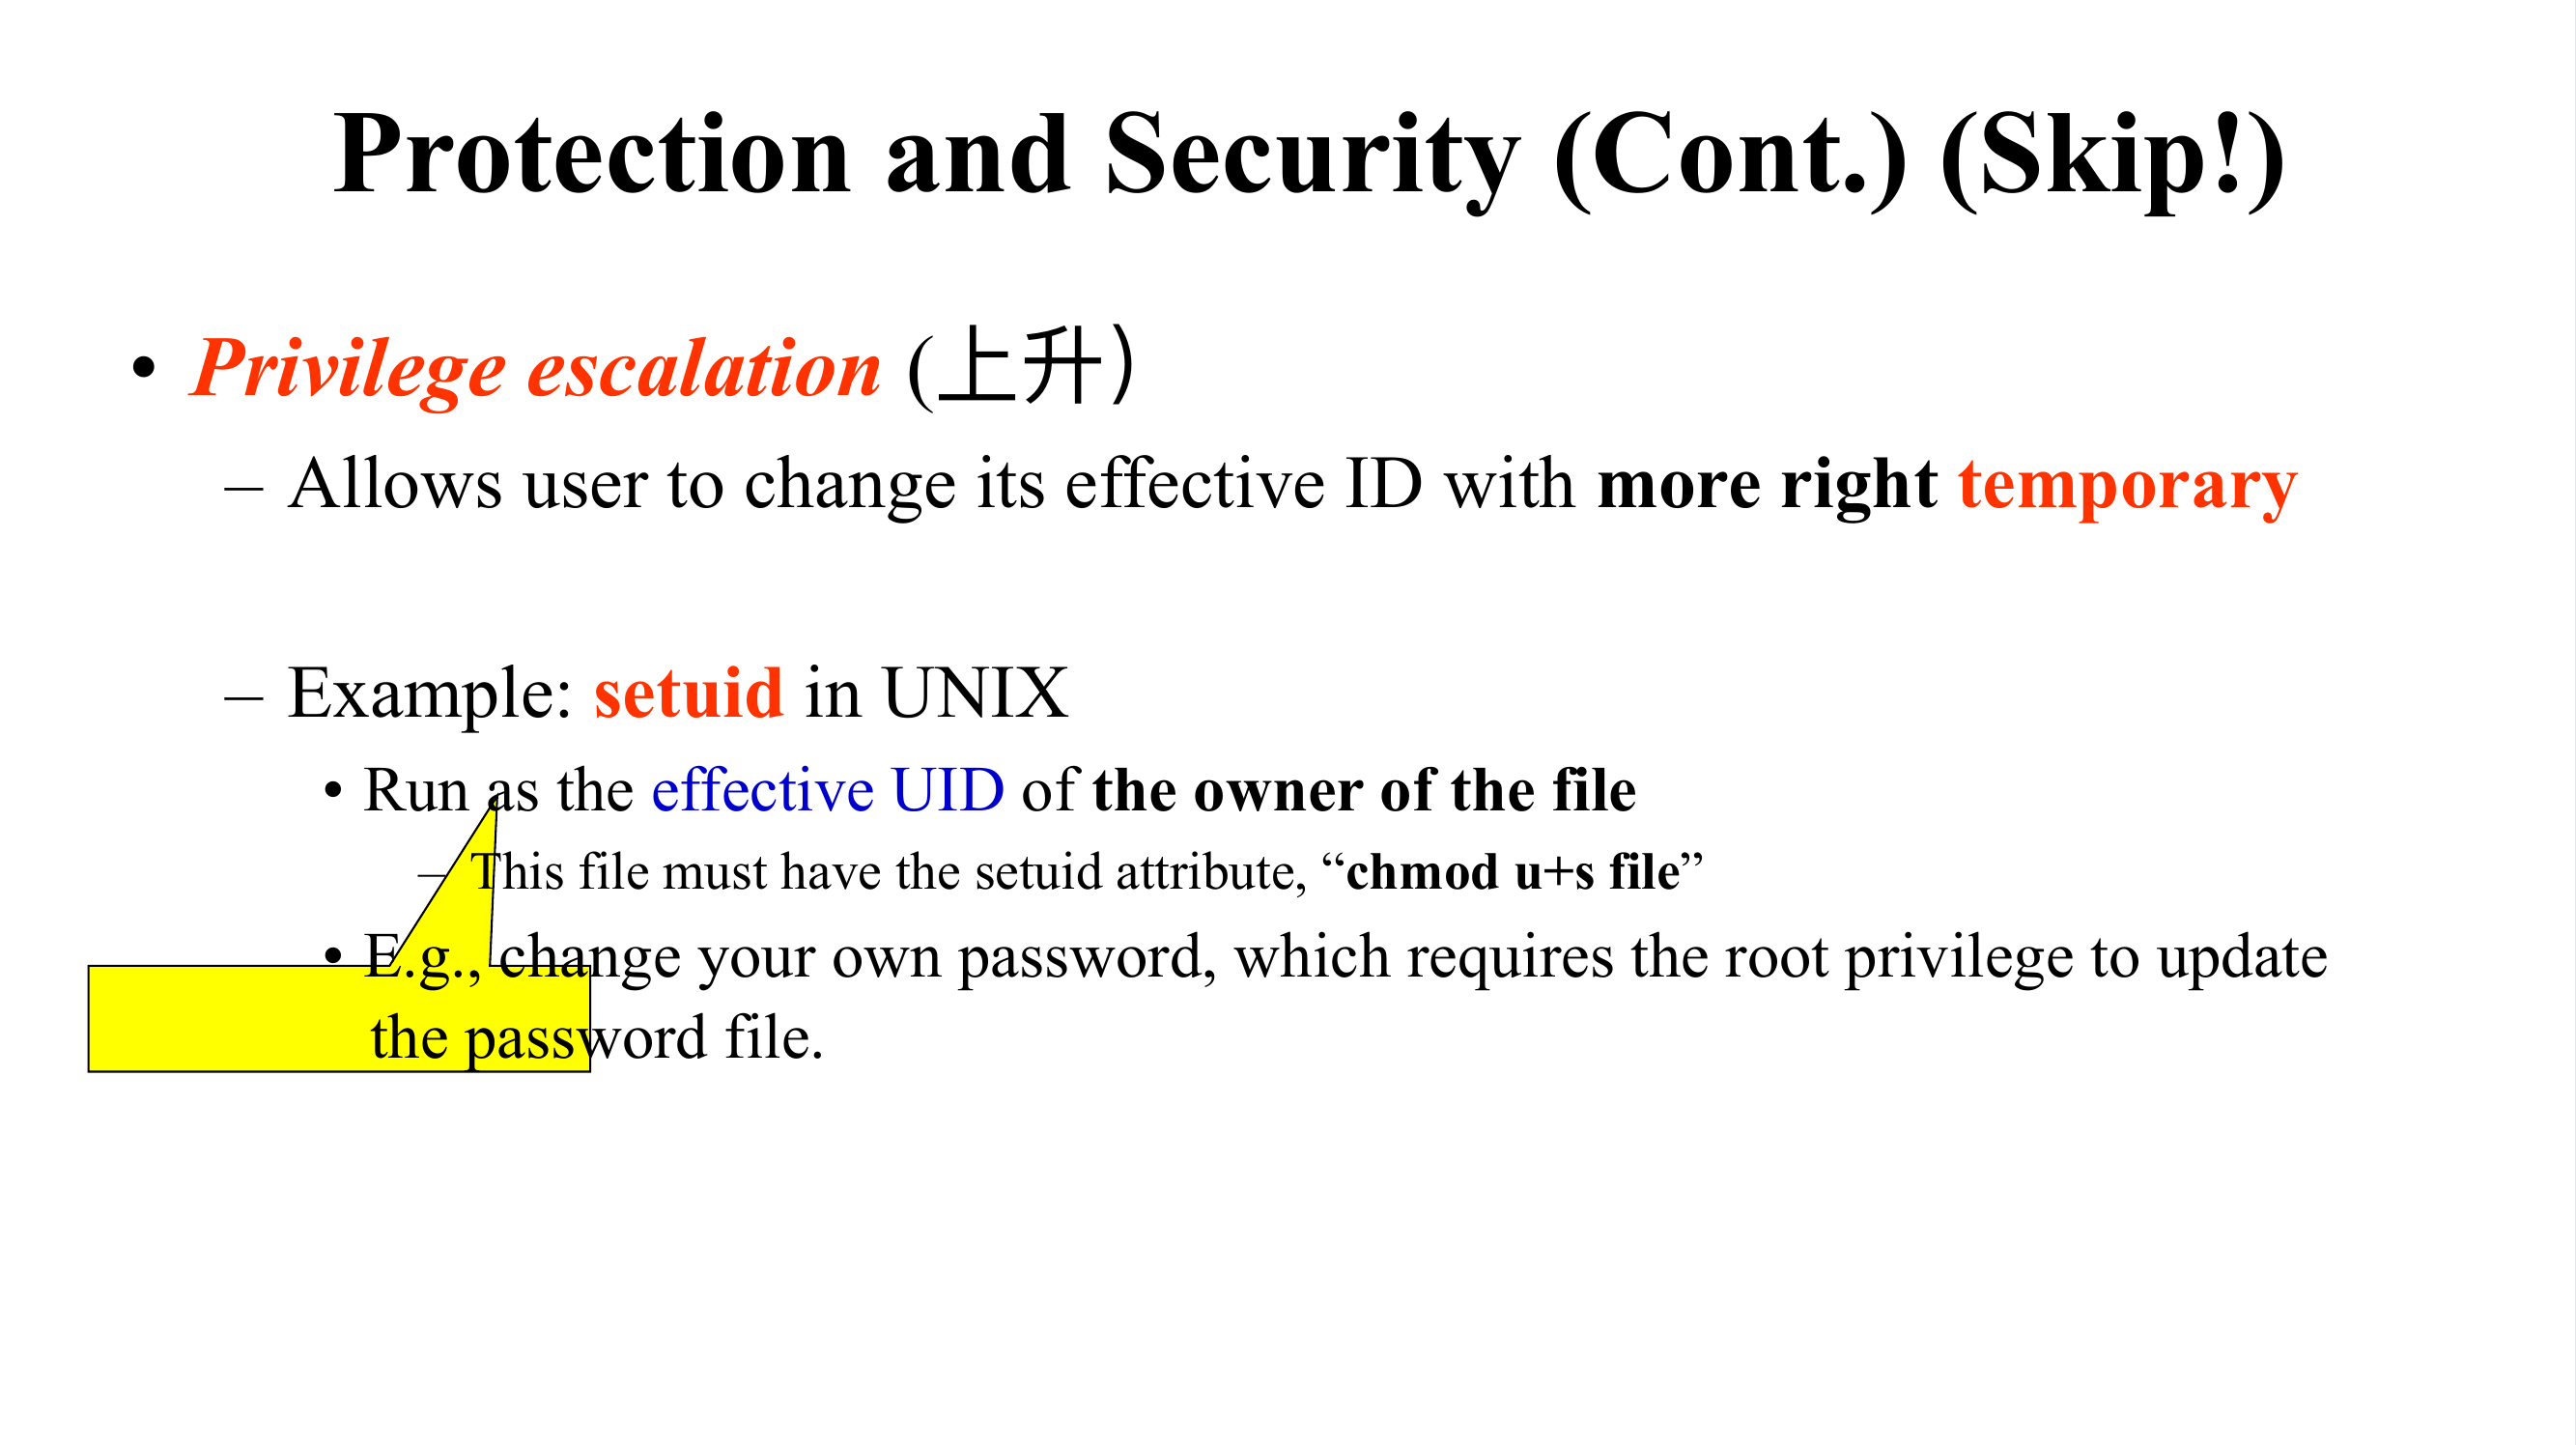 Protection and Security (Cont.) (Skip!)
• Privilege escalation (上升)
– Allows user to change its effective ID with more right temporary
– Example: setuid in UNIX
• Run as the effective UID of the owner of the file
– This file must have the setuid attribute, “chmod u+s file”
• E.g., change your own password, which requires the root privilege to update
the password file.